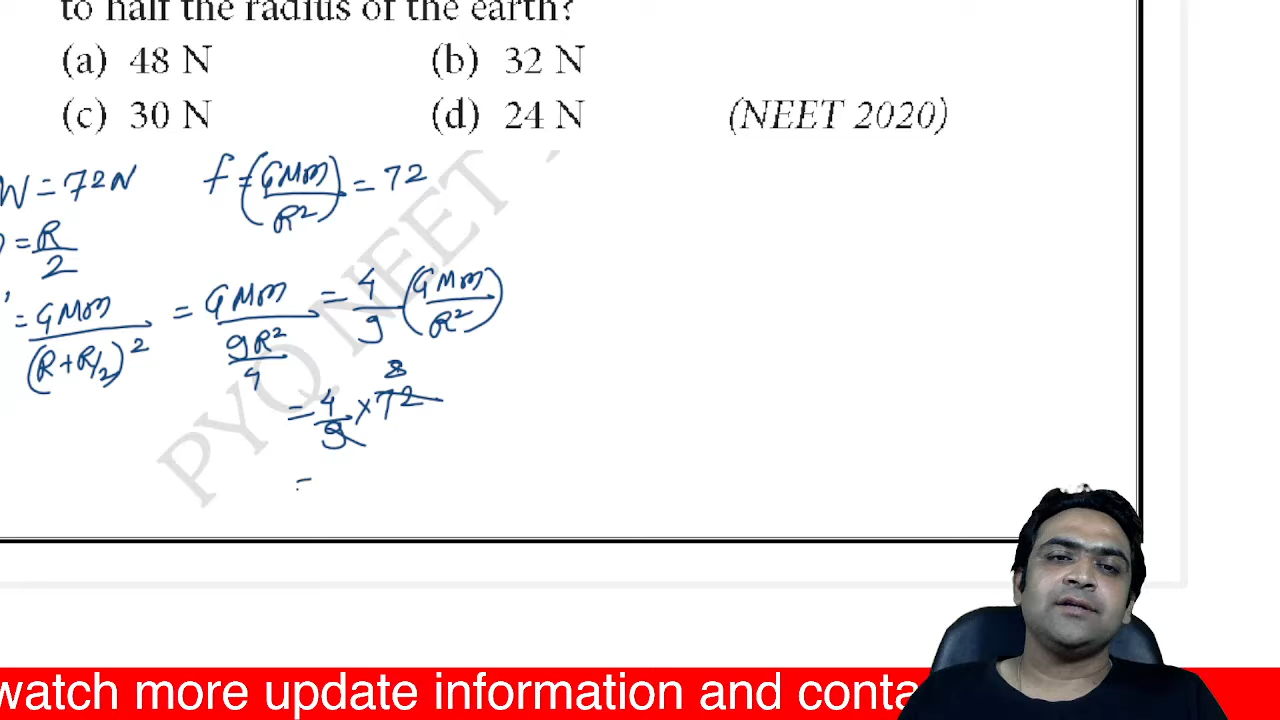 to half the radius of the earth?
(a) 48 N (b) 32 N
(c) 30 N (d) 24 N (NEET 2020)
W = 72N f = (GMm/R²) = 72
= R/2
' = GMm/(R+R/2)² = GMm/(9R²/4) = 4/9 (GMm/R²)
= 4/9 × 72 8
=
PYQ NEET
watch more update information and conta